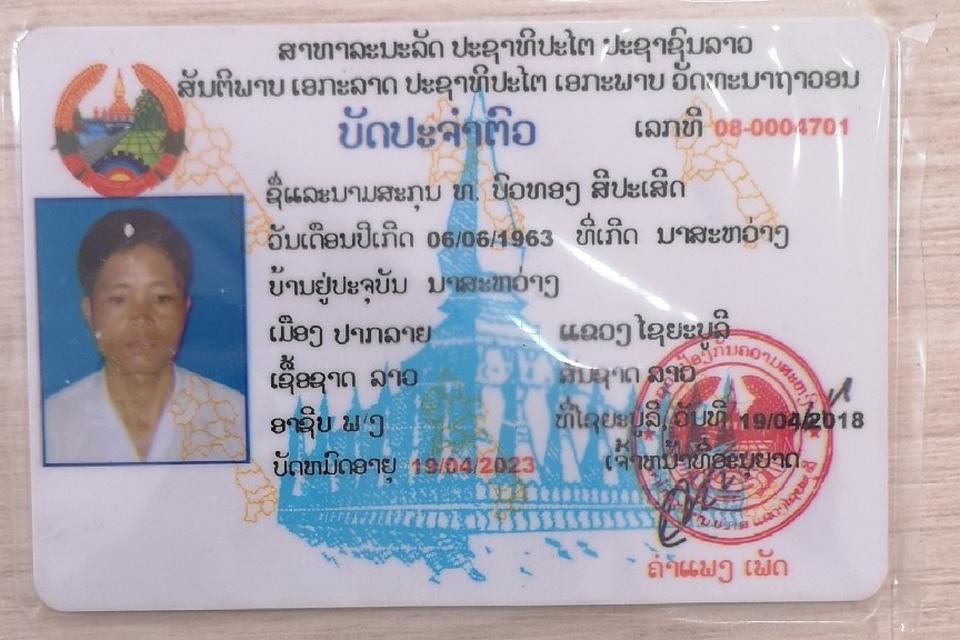 ສາທາລະນະລັດ ປະຊາທິປະໄຕ ປະຊາຊົນລາວ
ສັນຕິພາບ ເອກະລາດ ປະຊາທິປະໄຕ ເອກະພາບ ວັດທະນາຖາວອນ
ບັດປະຈຳຕົວ
ເລກທີ 08-0004701
ຊື່ແລະນາມສະກຸນ ທ. ບົວທອງ ສີປະເສີດ
ວັນເດືອນປີເກີດ 06/06/1963 ທີ່ເກີດ ນາສະຫວ່າງ
ບ້ານຢູ່ປະຈຸບັນ ນາສະຫວ່າງ
ເມືອງ ປາກລາຍ ແຂວງ ໄຊຍະບູລີ
ເຊື້ອຊາດ ລາວ ສັນຊາດ ລາວ
ອາຊີບ ພ/ງ ທີ່ໄຊຍະບູລີ, ວັນທີ 19/04/2018
ບັດຫມົດອາຍຸ 19/04/2023 ເຈົ້າຫນ້າທີ່ອະນຸຍາດ
ຄຳແພງ ເພັດ